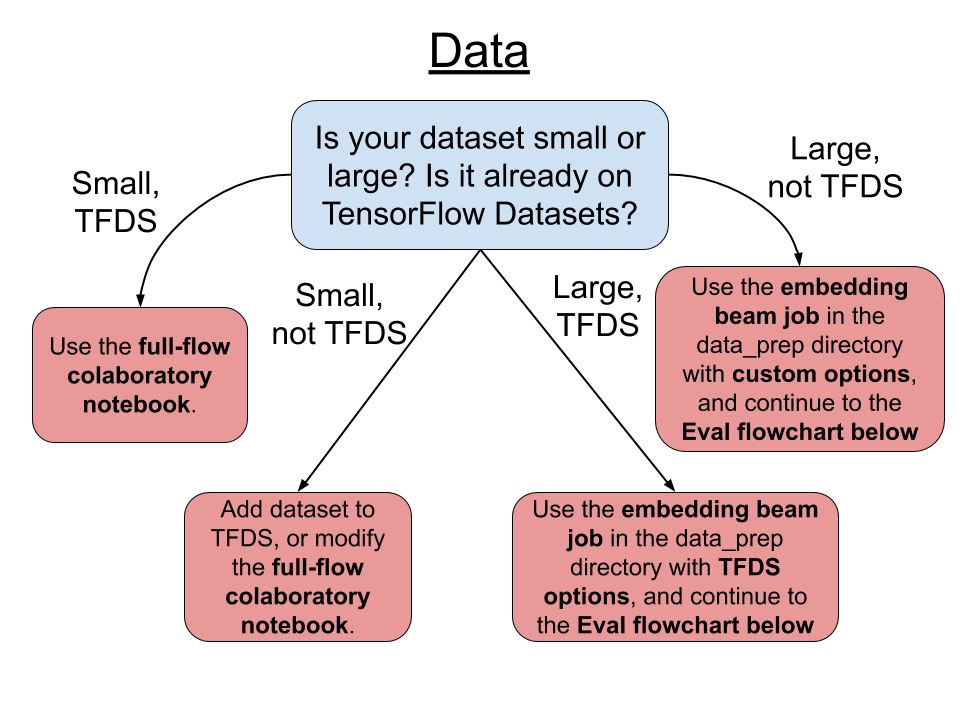 Data
Is your dataset small or
large? Is it already on
TensorFlow Datasets?
Small,
TFDS
Small,
not TFDS
Large,
TFDS
Large,
not TFDS
Use the full-flow
colaboratory
notebook.
Add dataset to
TFDS, or modify
the full-flow
colaboratory
notebook.
Use the embedding beam
job in the data_prep
directory with TFDS
options, and continue to
the Eval flowchart below
Use the embedding
beam job in the
data_prep directory
with custom options,
and continue to the
Eval flowchart below